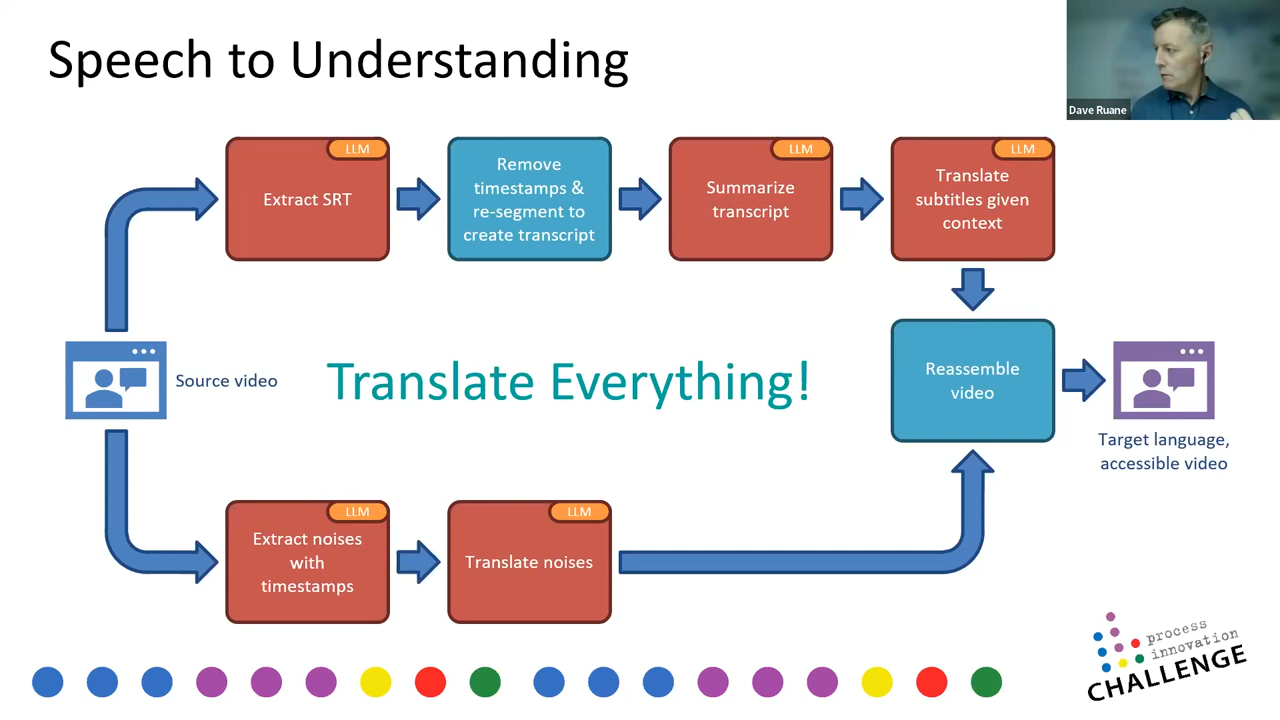 Speech to Understanding
Dave Ruane
LLM
Extract SRT
Remove
timestamps &
re-segment to
create transcript
LLM
Summarize
transcript
LLM
Translate
subtitles given
context
Source video
Translate Everything!
Reassemble
video
Target language,
accessible video
LLM
Extract noises
with
timestamps
LLM
Translate noises
process
innovation
CHALLENGE